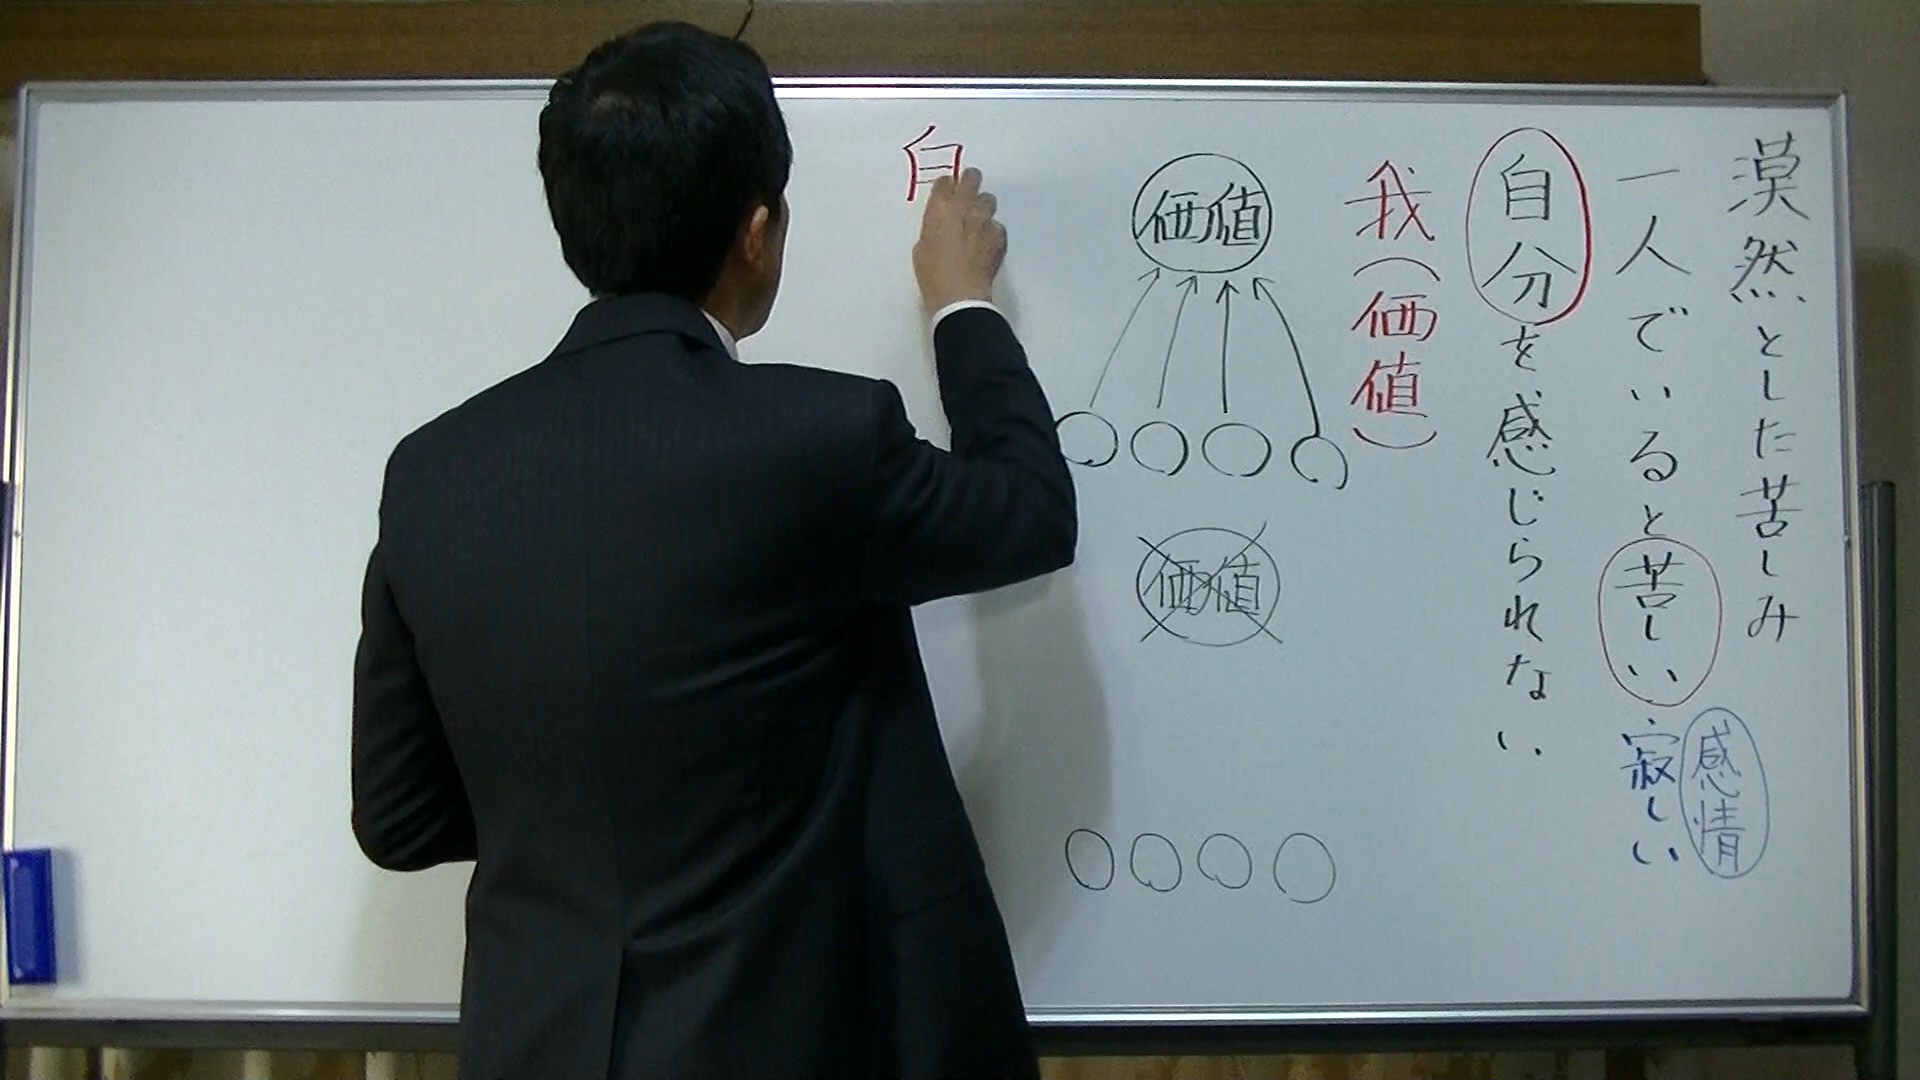 漠然とした苦しみ
一人でいると苦しい
寂しい
感情
自分を感じられない
我(価値)
価値
価値